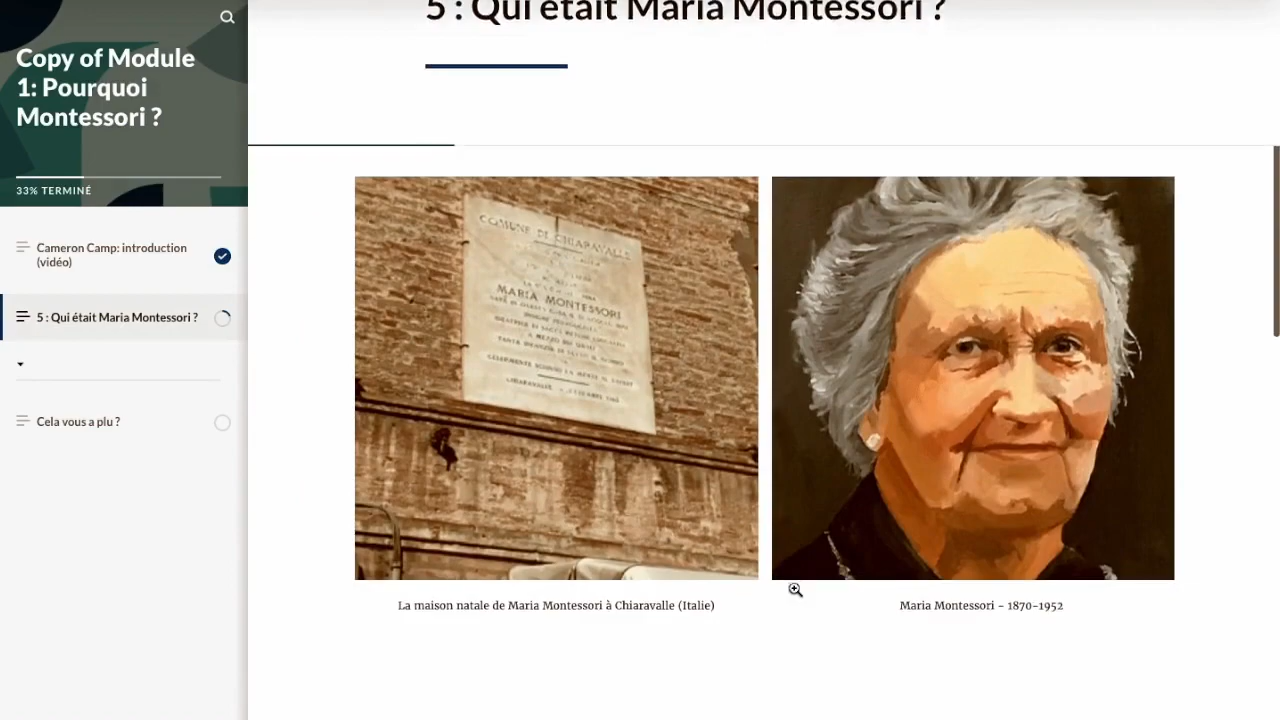 Copy of Module
1: Pourquoi
Montessori ?
33% TERMINÉ
Cameron Camp: introduction
(vidéo)
5 : Qui était Maria Montessori ?
Cela vous a plu ?
5 : Qui était Maria Montessori ?
COMUNE DI CHIARAVALLE
MARIA MONTESSORI
La maison natale de Maria Montessori à Chiaravalle (Italie)
Maria Montessori - 1870-1952